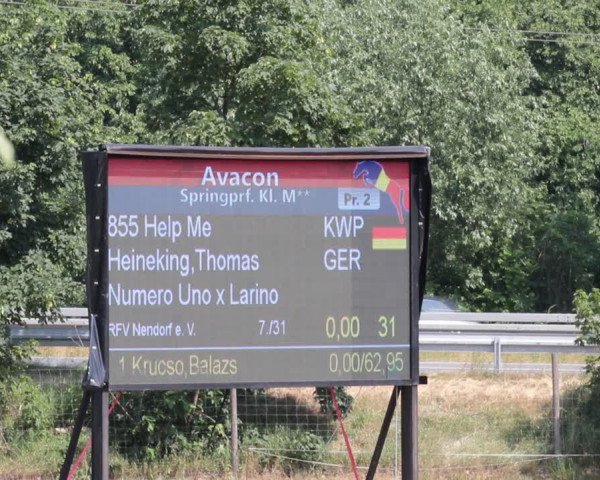 Avacon
Springprf. Kl. M**
Pr. 2
855 Help Me KWP
Heineking,Thomas GER
Numero Uno x Larino
RFV Nendorf e. V. 7./31 0,00 31
1 Krucso,Balazs 0,00/62,95